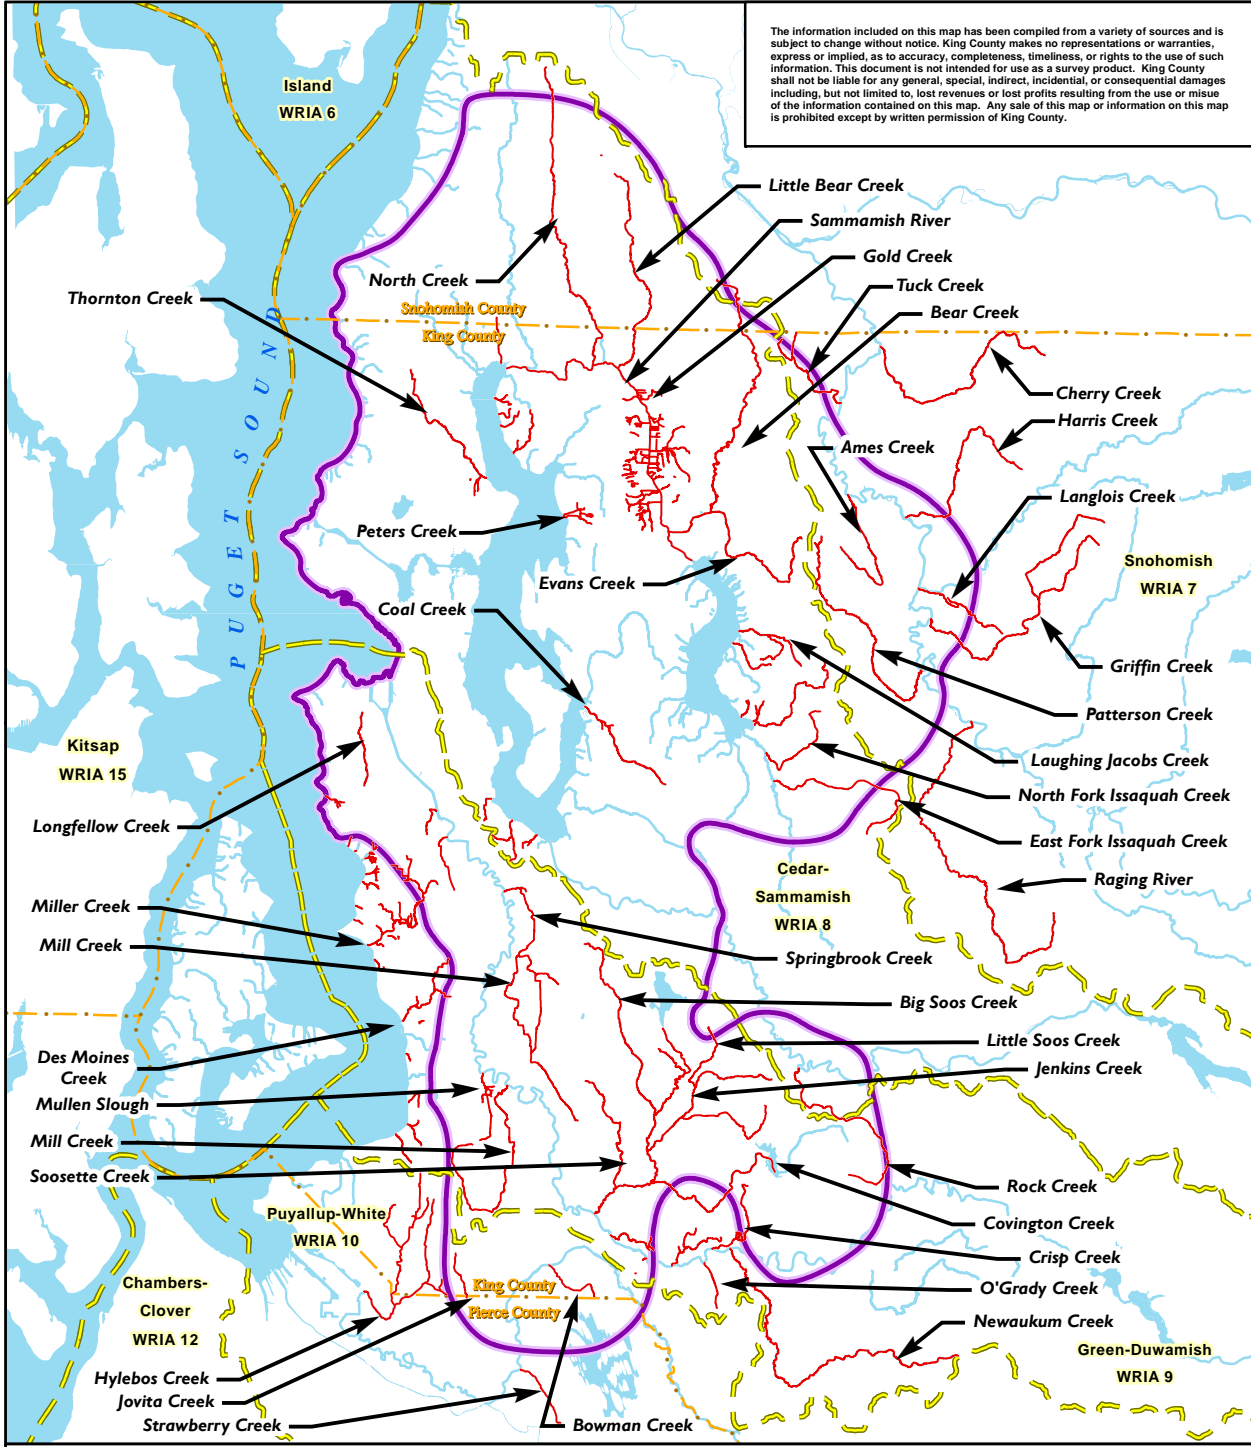 The information included on this map has been compiled from a variety of sources and is
subject to change without notice. King County makes no representations or warranties,
express or implied, as to accuracy, completeness, timeliness, or rights to the use of such
information. This document is not intended for use as a survey product. King County
shall not be liable for any general, special, indirect, incidental, or consequential damages
including, but not limited to, lost revenues or lost profits resulting from the use or misue
of the information contained on this map. Any sale of this map or information on this map
is prohibited except by written permission of King County.
Island
WRIA 6
Little Bear Creek
Sammamish River
Gold Creek
North Creek
Tuck Creek
Thornton Creek
Snohomish County
King County
Bear Creek
PUGET SOUND
Cherry Creek
Harris Creek
Ames Creek
Langlois Creek
Peters Creek
Snohomish
WRIA 7
Evans Creek
Coal Creek
Griffin Creek
Patterson Creek
Kitsap
WRIA 15
Laughing Jacobs Creek
North Fork Issaquah Creek
Longfellow Creek
East Fork Issaquah Creek
Cedar-
Sammamish
WRIA 8
Raging River
Miller Creek
Mill Creek
Springbrook Creek
Big Soos Creek
Little Soos Creek
Des Moines
Creek
Jenkins Creek
Mullen Slough
Mill Creek
Soosette Creek
Rock Creek
Puyallup-White
WRIA 10
Covington Creek
Crisp Creek
Chambers-
Clover
WRIA 12
King County
Pierce County
O'Grady Creek
Newaukum Creek
Green-Duwamish
WRIA 9
Hylebos Creek
Jovita Creek
Strawberry Creek
Bowman Creek